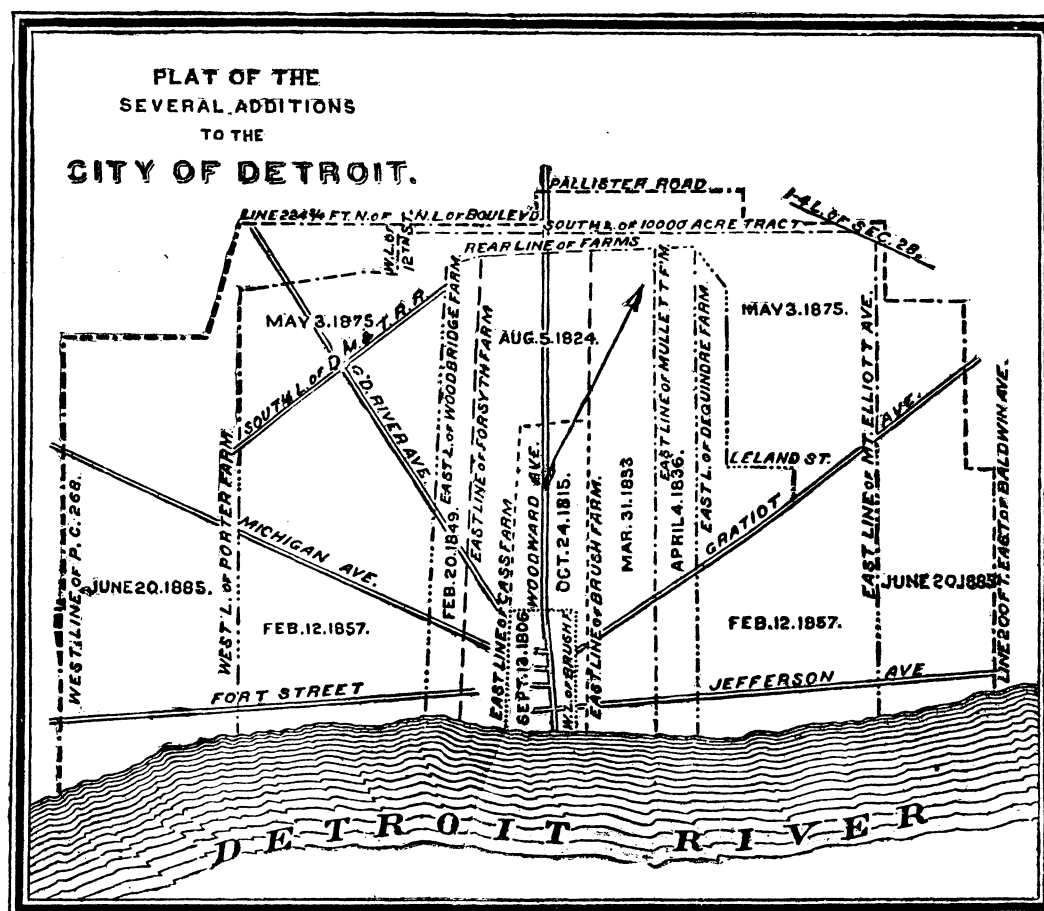 PLAT OF THE
SEVERAL ADDITIONS
TO THE
CITY OF DETROIT.
PALLISTER ROAD
LINE 224¾ FT. N. OF N. L. OF BOULEVD.
SOUTH L. OF 10000 ACRE TRACT
¼ L. OF SEC. 28.
W. L. OF
12TH ST.
REAR LINE OF FARMS
MAY 3. 1875.
SOUTH L. OF D. M. & T. R. R.
G'D. RIVER AVE.
EAST L. OF WOODBRIDGE FARM.
EAST LINE OF FORSYTH FARM
AUG. 5. 1824.
EAST LINE OF MULLETT F'M.
EAST L. OF DEQUINDRE FARM.
MAY 3. 1875.
EAST LINE OF MT. ELLIOTT AVE.
LINE 200 FT. EAST OF BALDWIN AVE.
LELAND ST.
GRATIOT AVE.
WEST LINE OF P. C. 268.
WEST L. OF PORTER FARM.
MICHIGAN AVE.
JUNE 20. 1885.
FEB. 12. 1857.
FEB. 20. 1849.
EAST LINE OF CASS FARM
WOODWARD AVE.
OCT. 24. 1815.
EAST LINE OF BRUSH FARM.
MAR. 31. 1833
APRIL 4. 1836.
FEB. 12. 1857.
JUNE 20. 1885
SEPT. 13. 1806
W. L. OF BRUSH F.
FORT STREET
JEFFERSON AVE
DETROIT RIVER